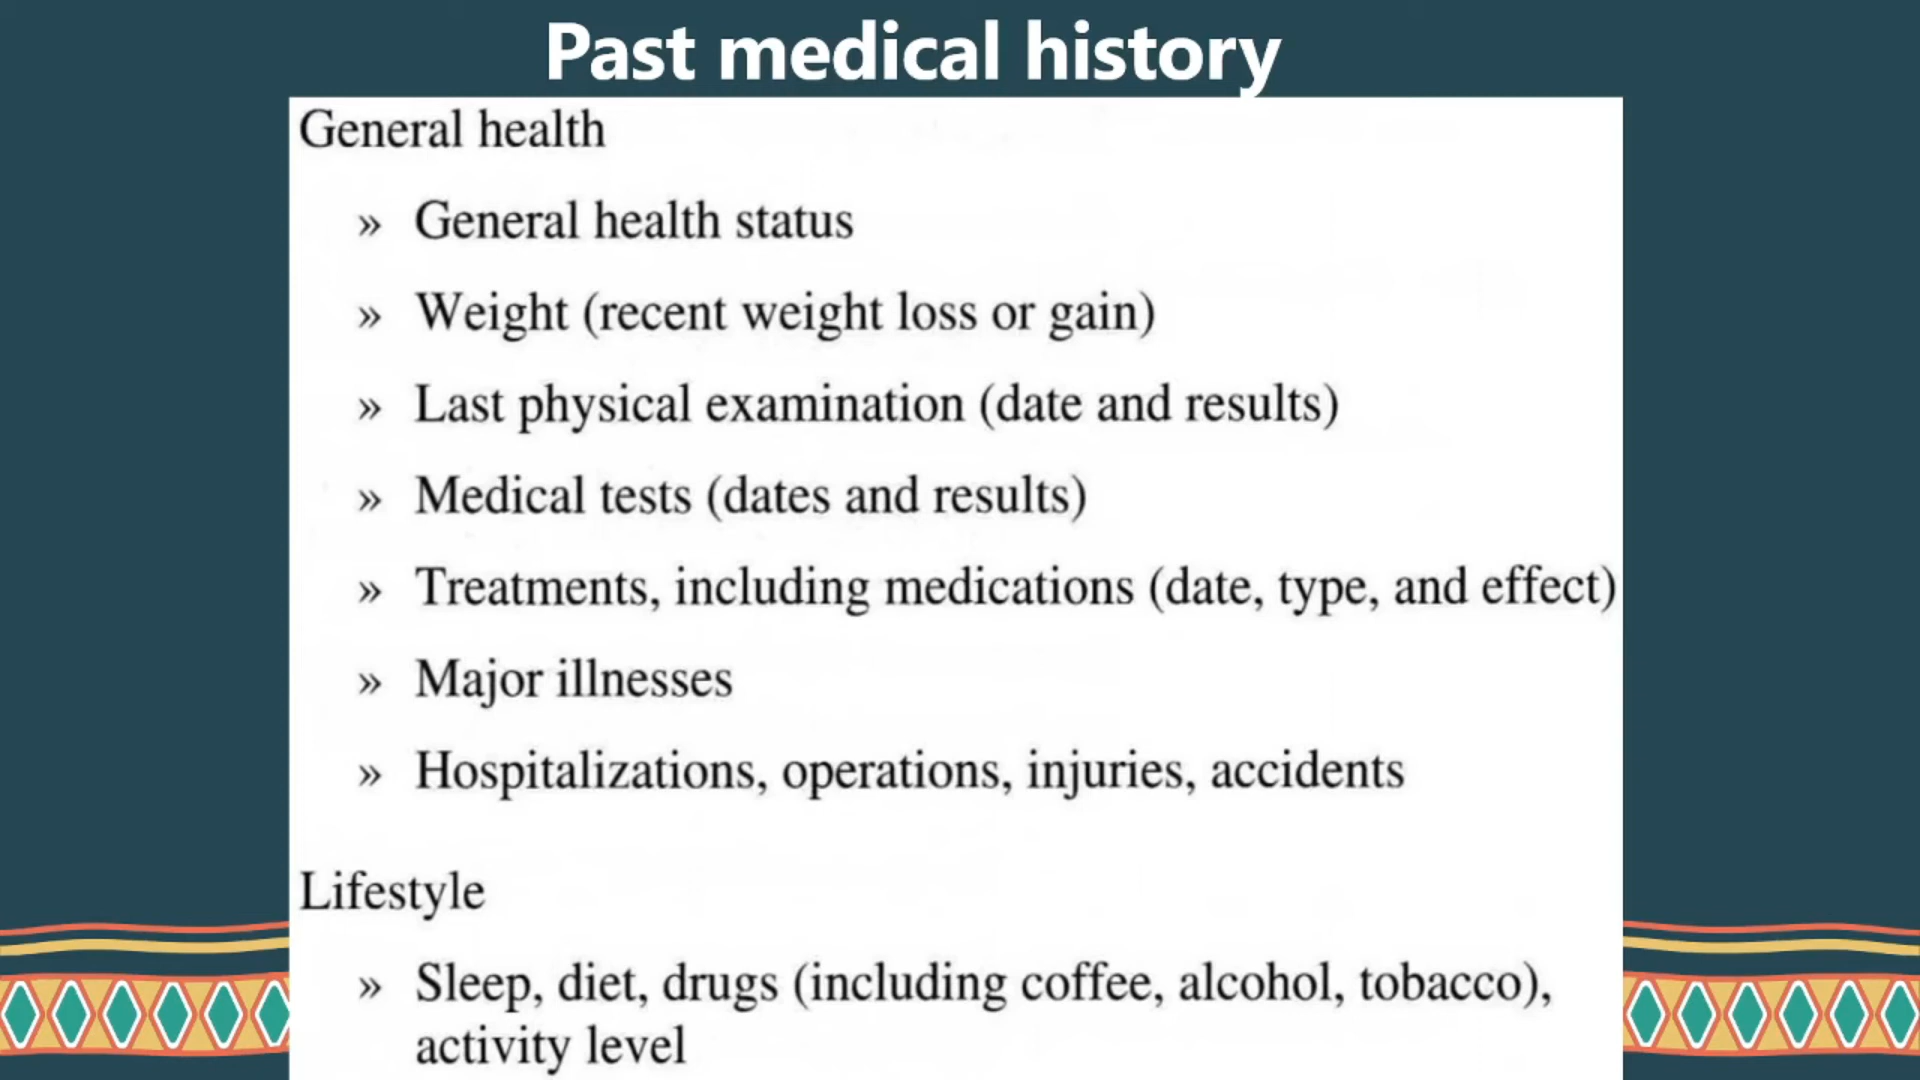 Past medical history
General health
» General health status
» Weight (recent weight loss or gain)
» Last physical examination (date and results)
» Medical tests (dates and results)
» Treatments, including medications (date, type, and effect)
» Major illnesses
» Hospitalizations, operations, injuries, accidents
Lifestyle
» Sleep, diet, drugs (including coffee, alcohol, tobacco),
activity level